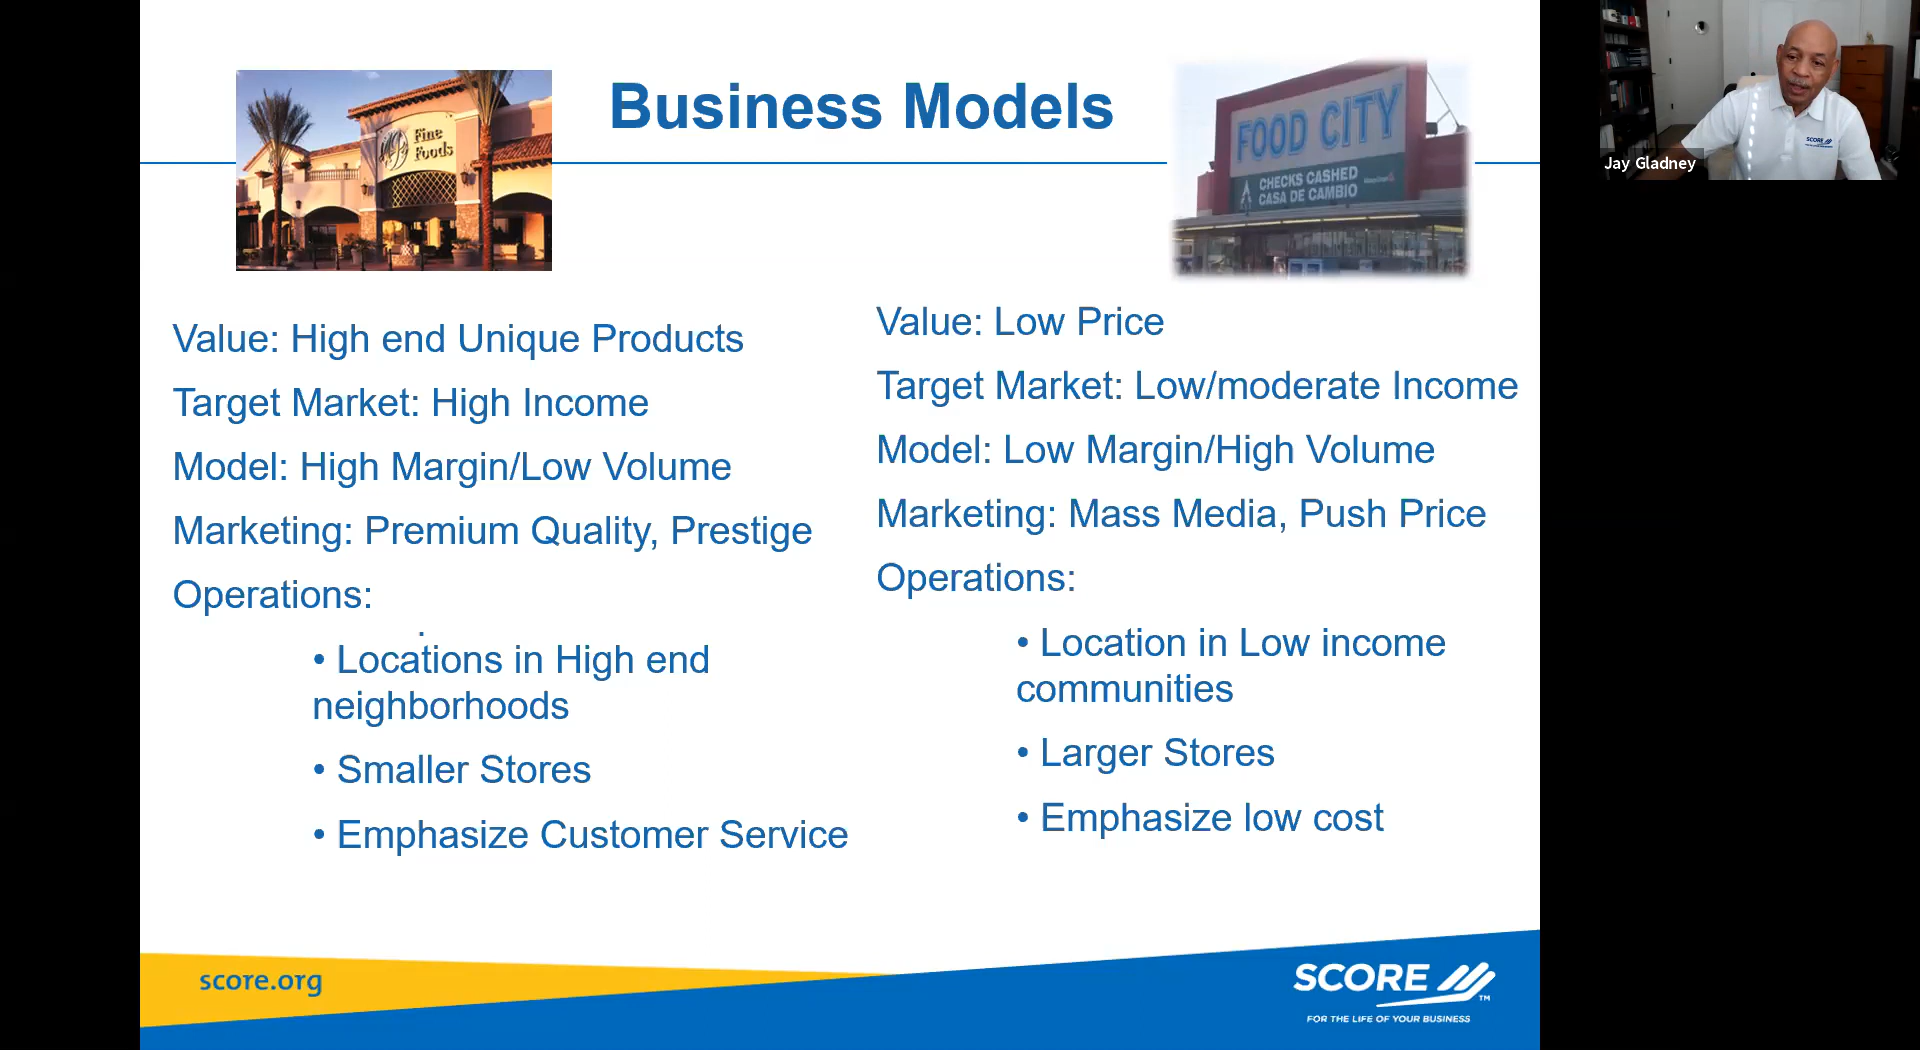 Business Models
Fine
Foods
FOOD CITY
CHECKS CASHED
CASA DE CAMBIO
Jay Gladney
SCORE
Value: High end Unique Products
Target Market: High Income
Model: High Margin/Low Volume
Marketing: Premium Quality, Prestige
Operations:
• Locations in High end
neighborhoods
• Smaller Stores
• Emphasize Customer Service
Value: Low Price
Target Market: Low/moderate Income
Model: Low Margin/High Volume
Marketing: Mass Media, Push Price
Operations:
• Location in Low income
communities
• Larger Stores
• Emphasize low cost
score.org
SCORE
TM
FOR THE LIFE OF YOUR BUSINESS